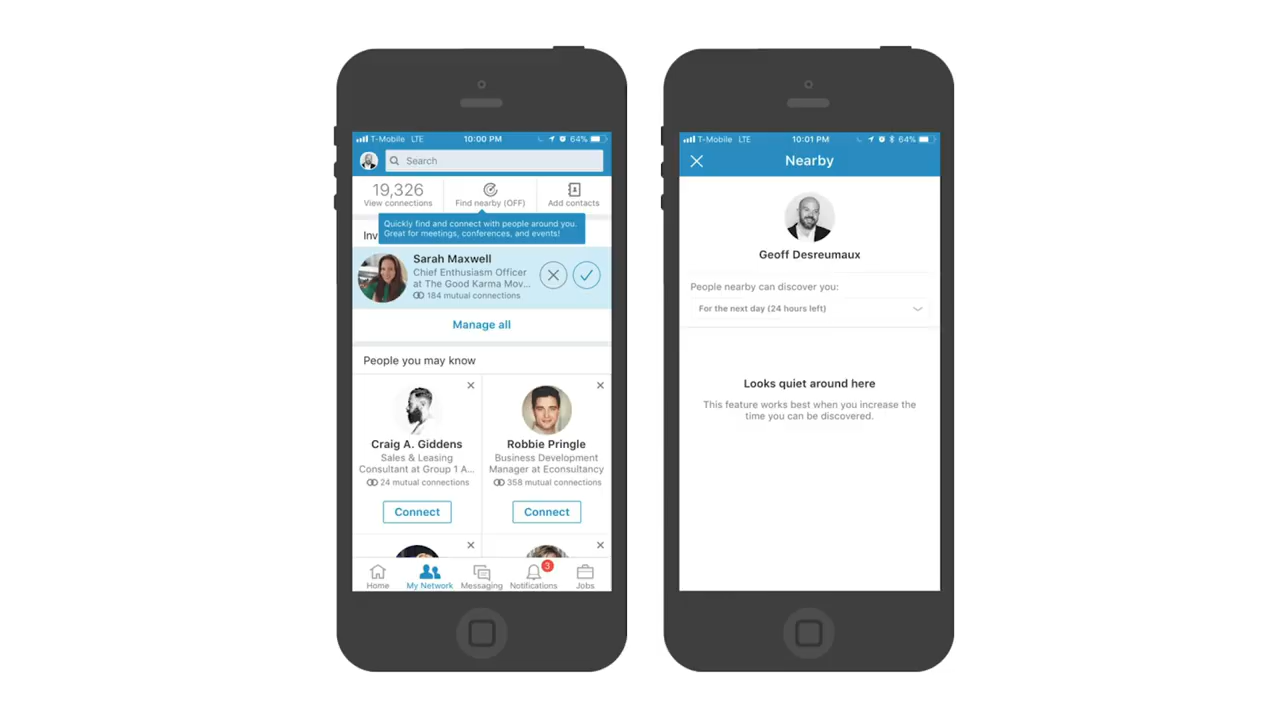 T-Mobile LTE 10:00 PM 64%
Search
19,326
View connections
Find nearby (OFF)
Add contacts
Quickly find and connect with people around you.
Great for meetings, conferences, and events!
Inv
Sarah Maxwell
Chief Enthusiasm Officer
at The Good Karma Mov...
184 mutual connections
Manage all
People you may know
Craig A. Giddens
Sales & Leasing
Consultant at Group 1 A...
24 mutual connections
Connect
Robbie Pringle
Business Development
Manager at Econsultancy
358 mutual connections
Connect
Home
My Network
Messaging
3
Notifications
Jobs
T-Mobile LTE 10:01 PM 64%
Nearby
Geoff Desreumaux
People nearby can discover you:
For the next day (24 hours left)
Looks quiet around here
This feature works best when you increase the
time you can be discovered.